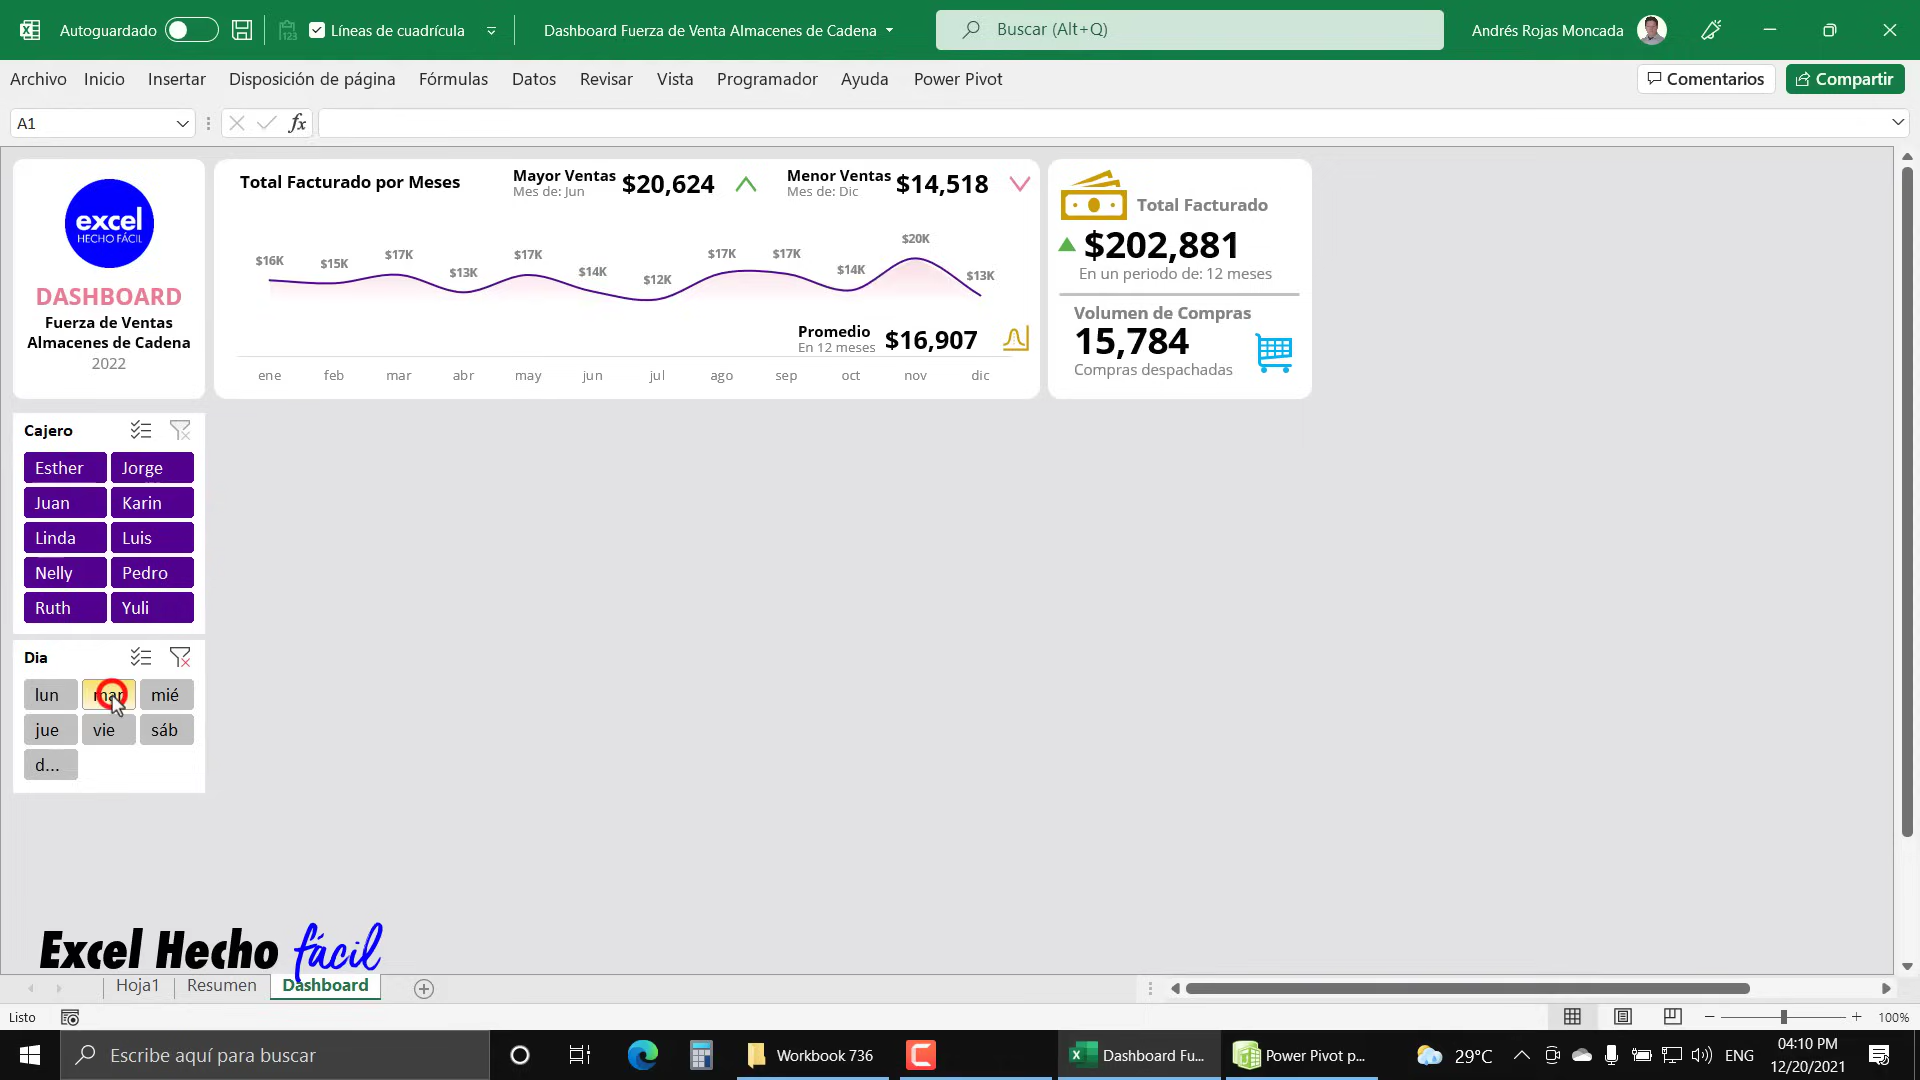 Autoguardado
Líneas de cuadrícula
Dashboard Fuerza de Venta Almacenes de Cadena
Buscar (Alt+Q)
Andrés Rojas Moncada
Archivo Inicio Insertar Disposición de página Fórmulas Datos Revisar Vista Programador Ayuda Power Pivot
Comentarios Compartir
A1
fx
excel
HECHO FÁCIL
DASHBOARD
Fuerza de Ventas
Almacenes de Cadena
2022
Total Facturado por Meses
Mayor Ventas
Mes de: Jun
$20,624
Menor Ventas
Mes de: Dic
$14,518
$16K $15K $17K $13K $17K $14K $12K $17K $17K $14K $20K $13K
Promedio
En 12 meses
$16,907
ene feb mar abr may jun jul ago sep oct nov dic
Total Facturado
$202,881
En un periodo de: 12 meses
Volumen de Compras
15,784
Compras despachadas
Cajero
Esther Jorge
Juan Karin
Linda Luis
Nelly Pedro
Ruth Yuli
Dia
lun mar mié
jue vie sáb
d...
Excel Hecho fácil
Hoja1 Resumen Dashboard
Listo
100%
Escribe aquí para buscar
Workbook 736
Dashboard Fu...
Power Pivot p...
29°C
ENG
04:10 PM
12/20/2021